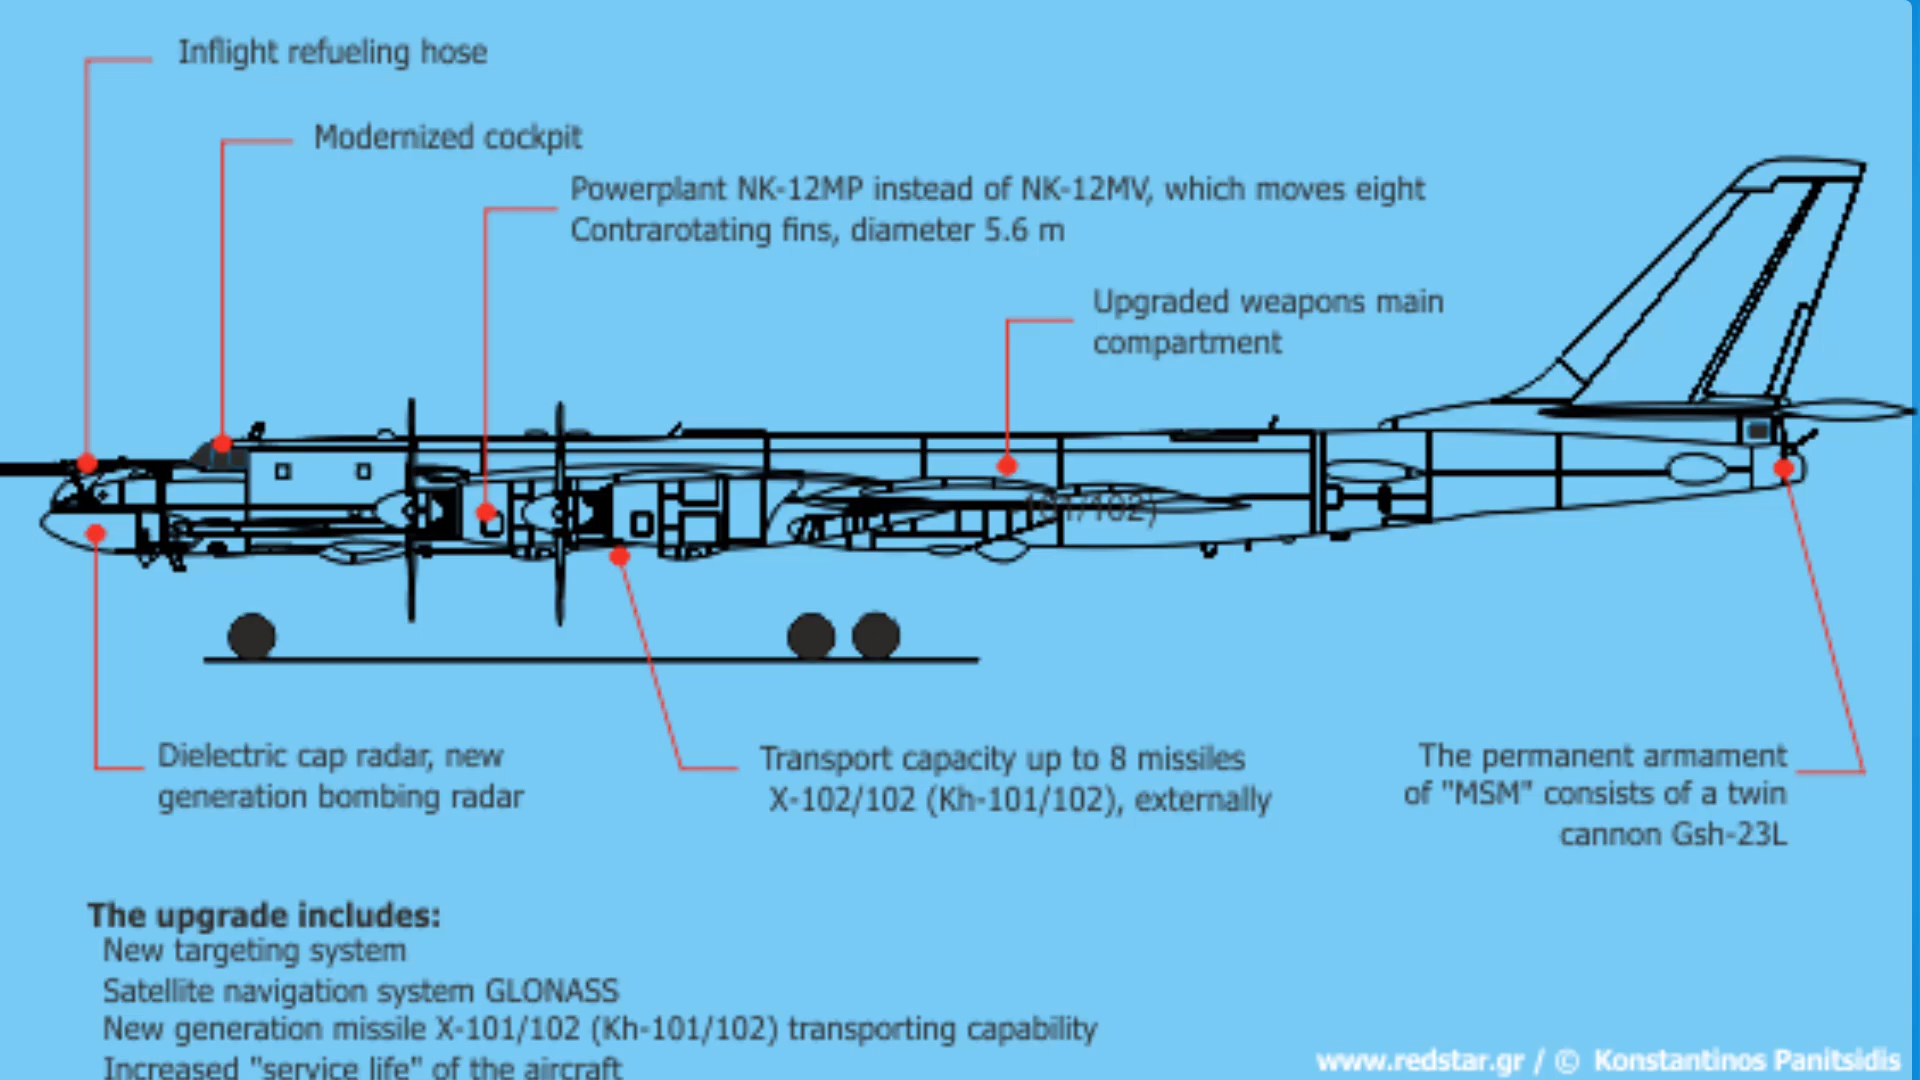 Inflight refueling hose
Modernized cockpit
Powerplant NK-12MP instead of NK-12MV, which moves eight
Contrarotating fins, diameter 5.6 m
Upgraded weapons main
compartment
(01/102)
Dielectric cap radar, new
generation bombing radar
Transport capacity up to 8 missiles
X-102/102 (Kh-101/102), externally
The permanent armament
of "MSM" consists of a twin
cannon Gsh-23L
The upgrade includes:
New targeting system
Satellite navigation system GLONASS
New generation missile X-101/102 (Kh-101/102) transporting capability
Increased "service life" of the aircraft
www.redstar.gr / © Konstantinos Panitsidis